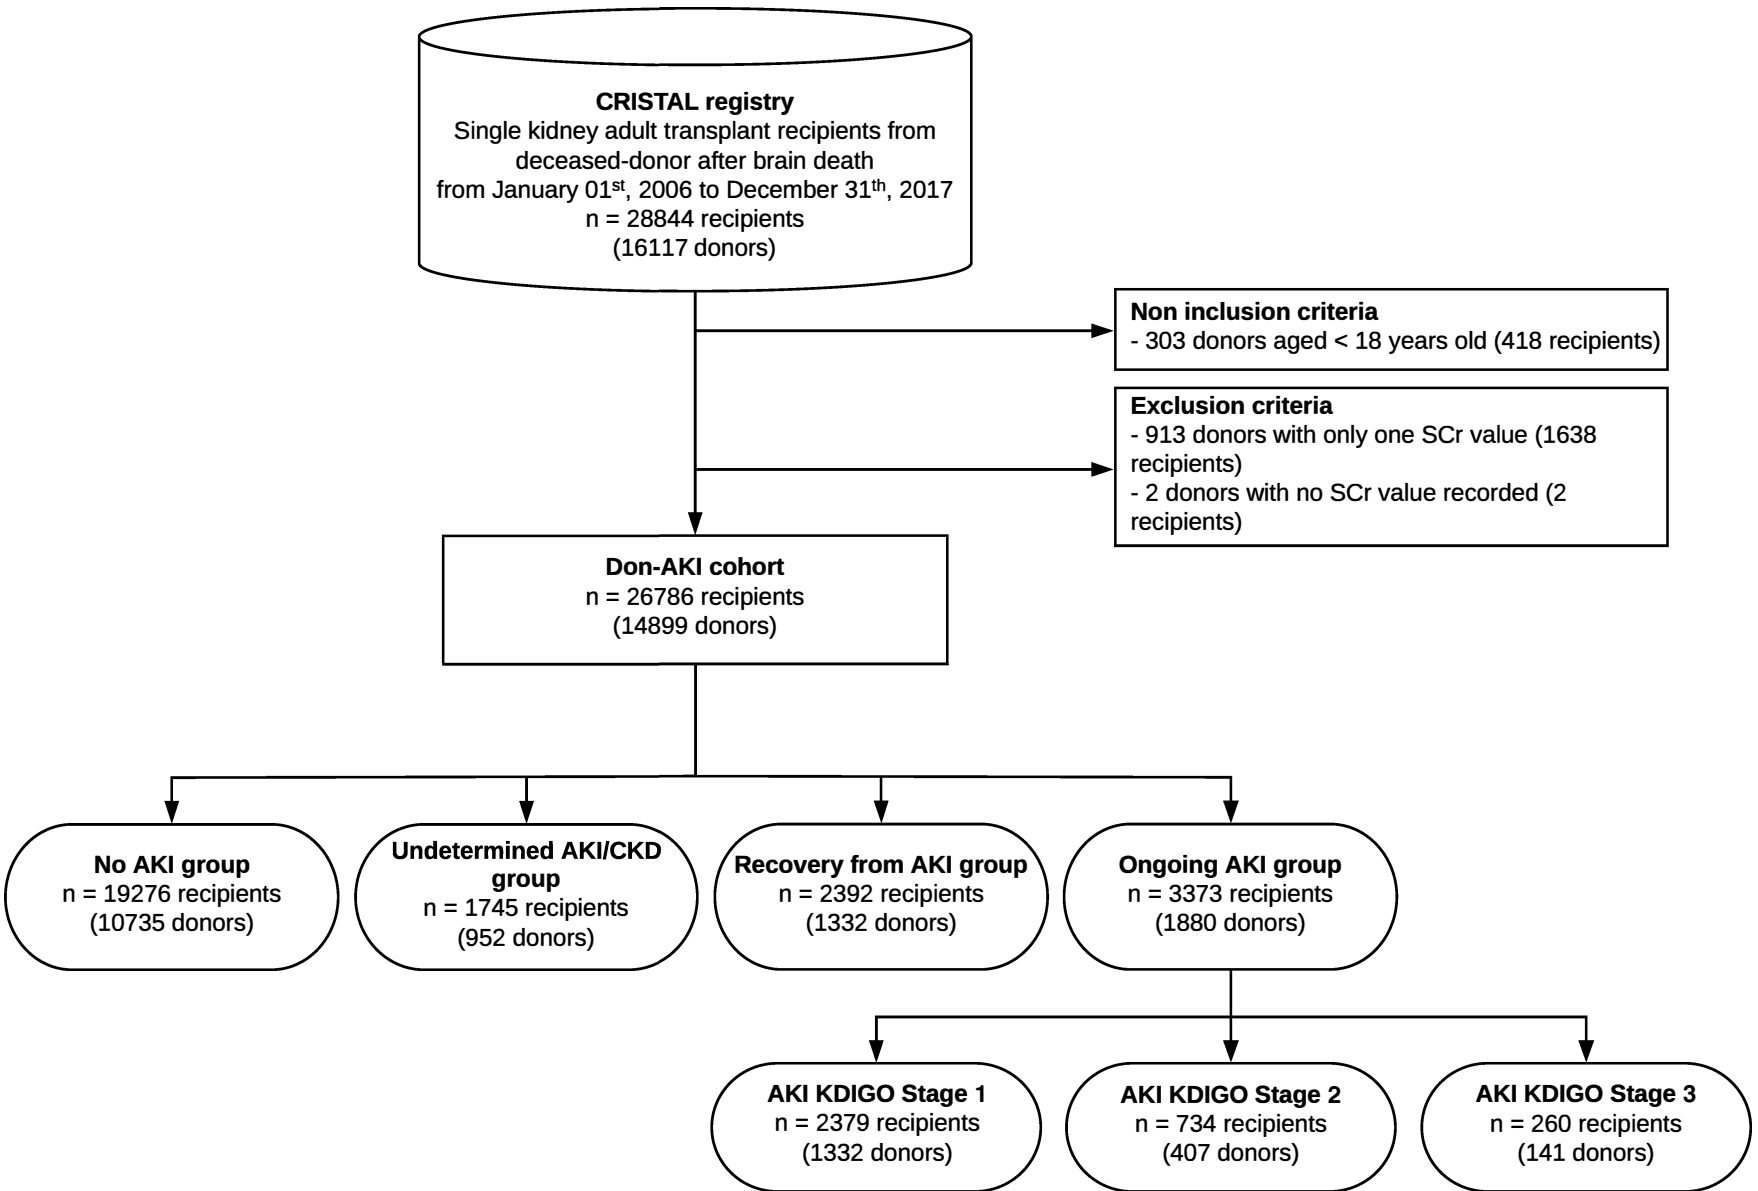 CRISTAL registry
Single kidney adult transplant recipients from
deceased-donor after brain death
from January 01st, 2006 to December 31th, 2017
n = 28844 recipients
(16117 donors)
Non inclusion criteria
- 303 donors aged < 18 years old (418 recipients)
Exclusion criteria
- 913 donors with only one SCr value (1638
recipients)
- 2 donors with no SCr value recorded (2
recipients)
Don-AKI cohort
n = 26786 recipients
(14899 donors)
No AKI group
n = 19276 recipients
(10735 donors)
Undetermined AKI/CKD
group
n = 1745 recipients
(952 donors)
Recovery from AKI group
n = 2392 recipients
(1332 donors)
Ongoing AKI group
n = 3373 recipients
(1880 donors)
AKI KDIGO Stage 1
n = 2379 recipients
(1332 donors)
AKI KDIGO Stage 2
n = 734 recipients
(407 donors)
AKI KDIGO Stage 3
n = 260 recipients
(141 donors)